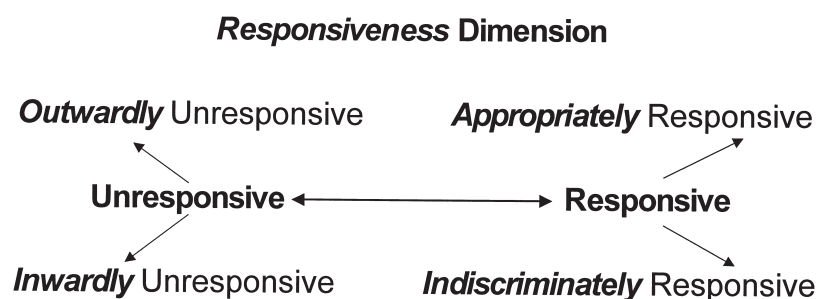 Responsiveness Dimension
Outwardly Unresponsive
Appropriately Responsive
Unresponsive
Responsive
Inwardly Unresponsive
Indiscriminately Responsive